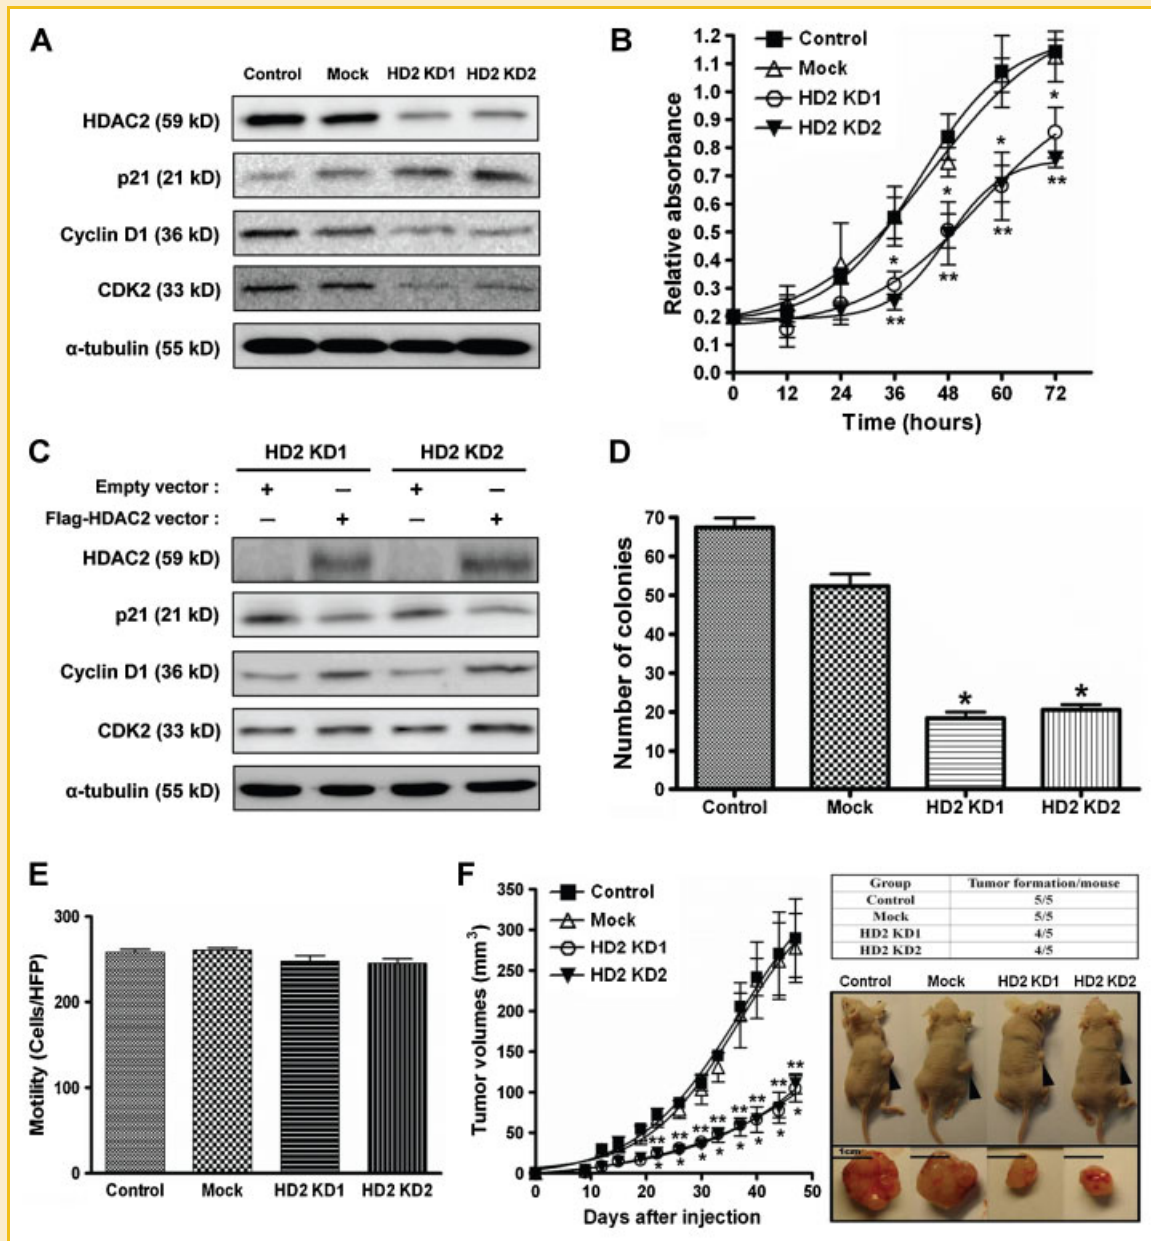 A
Control Mock HD2 KD1 HD2 KD2
HDAC2 (59 kD)
p21 (21 kD)
Cyclin D1 (36 kD)
CDK2 (33 kD)
α-tubulin (55 kD)
B
Control
Mock
HD2 KD1
HD2 KD2
Relative absorbance
1.2
1.1
1.0
0.9
0.8
0.7
0.6
0.5
0.4
0.3
0.2
0.1
0.0
*
*
*
*
**
**
**
**
0 12 24 36 48 60 72
Time (hours)
C
HD2 KD1 HD2 KD2
Empty vector : + – + –
Flag-HDAC2 vector : – + – +
HDAC2 (59 kD)
p21 (21 kD)
Cyclin D1 (36 kD)
CDK2 (33 kD)
α-tubulin (55 kD)
D
Number of colonies
70
60
50
40
30
20
10
0
* *
Control Mock HD2 KD1 HD2 KD2
E
Motility (Cells/HFP)
300
200
100
0
Control Mock HD2 KD1 HD2 KD2
F
Control
Mock
HD2 KD1
HD2 KD2
Tumor volumes (mm³)
350
300
250
200
150
100
50
0
** ** ** ** ** ** ** **
* * * * * * * *
0 10 20 30 40 50
Days after injection
Group Tumor formation/mouse
Control 5/5
Mock 5/5
HD2 KD1 4/5
HD2 KD2 4/5
Control Mock HD2 KD1 HD2 KD2
1cm